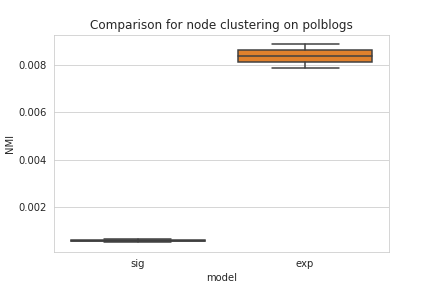 Comparison for node clustering on polblogs
0.008
0.006
0.004
0.002
NMI
sig
exp
model